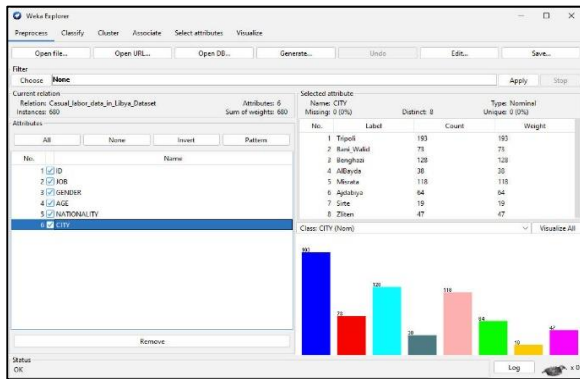 Weka Explorer
Preprocess Classify Cluster Associate Select attributes Visualize
Open file... Open URL... Open DB... Generate... Undo Edit... Save...
Filter
Choose None Apply Stop
Current relation
Relation: Casual_labor_data_in_Libya_Dataset Attributes: 6
Instances: 680 Sum of weights: 680
Attributes
All None Invert Pattern
No. Name
1 ID
2 JOB
3 GENDER
4 AGE
5 NATIONALITY
6 CITY
Remove
Selected attribute
Name: CITY Type: Nominal
Missing: 0 (0%) Distinct: 8 Unique: 0 (0%)
No. Label Count Weight
1 Tripoli 193 193
2 Bani_Walid 73 73
3 Benghazi 128 128
4 AlBayda 38 38
5 Misrata 118 118
6 Ajdabiya 64 64
7 Sirte 19 19
8 Zliten 47 47
Class: CITY (Nom) Visualize All
193
73
128
38
118
64
19
47
Status
OK
Log x 0